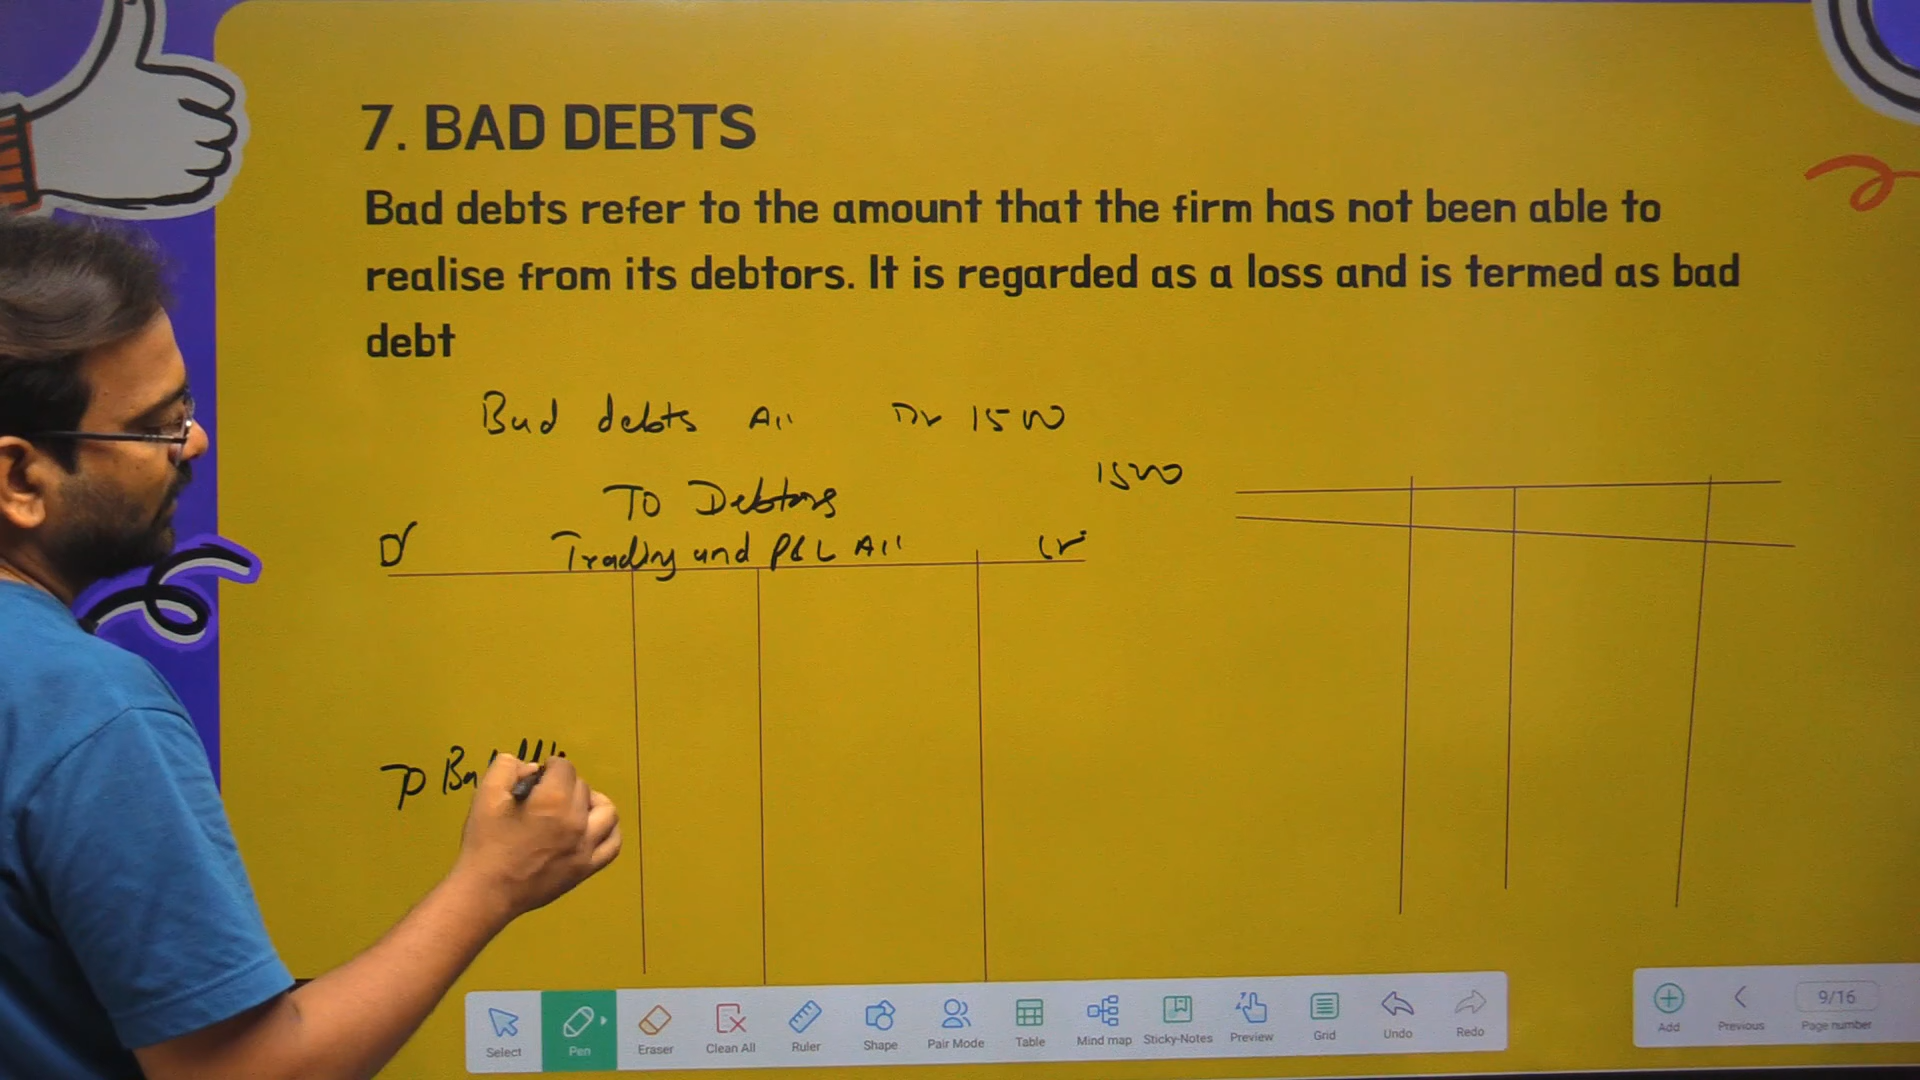 7. BAD DEBTS
Bad debts refer to the amount that the firm has not been able to
realise from its debtors. It is regarded as a loss and is termed as bad
debt
Bad debts A/c Dr 1500
To Debtors 1500
Dr Trading and P&L A/c Cr
To Bad
Select Pen Eraser Clean All Ruler Shape Pair Mode Table Mind map Sticky-Notes Preview Grid Undo Redo
Add Previous 9/16 Page number